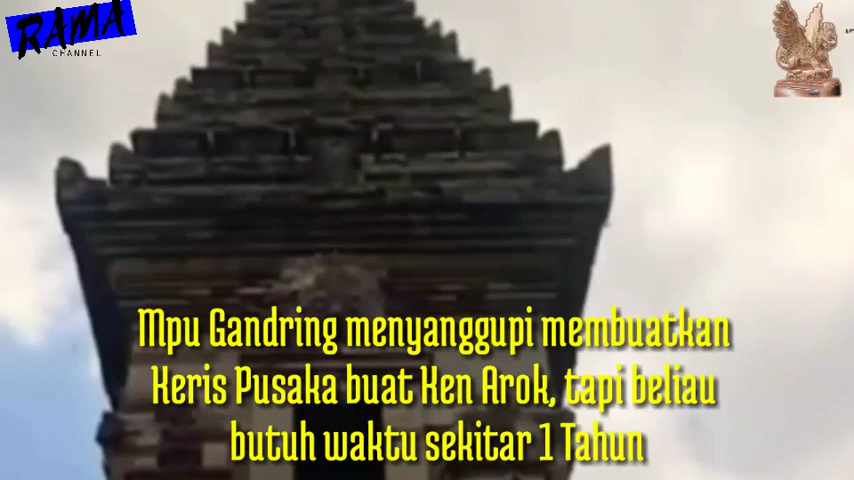 RAMA
CHANNEL
Mpu Gandring menyanggupi membuatkan
Keris Pusaka buat Ken Arok, tapi beliau
butuh waktu sekitar 1 Tahun